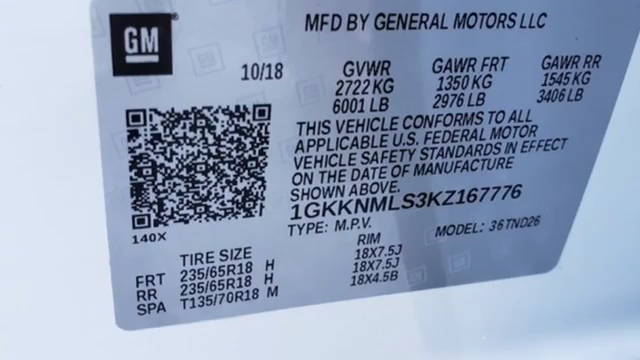 GM
MFD BY GENERAL MOTORS LLC
10/18
GVWR GAWR FRT GAWR RR
2722 KG 1350 KG 1545 KG
6001 LB 2976 LB 3406 LB
THIS VEHICLE CONFORMS TO ALL
APPLICABLE U.S. FEDERAL MOTOR
VEHICLE SAFETY STANDARDS IN EFFECT
ON THE DATE OF MANUFACTURE
SHOWN ABOVE.
1GKKNMLS3KZ167776
TYPE: M.P.V. MODEL: 36TND26
140X
TIRE SIZE RIM
FRT 235/65R18 H 18X7.5J
RR 235/65R18 H 18X7.5J
SPA T135/70R18 M 18X4.5B